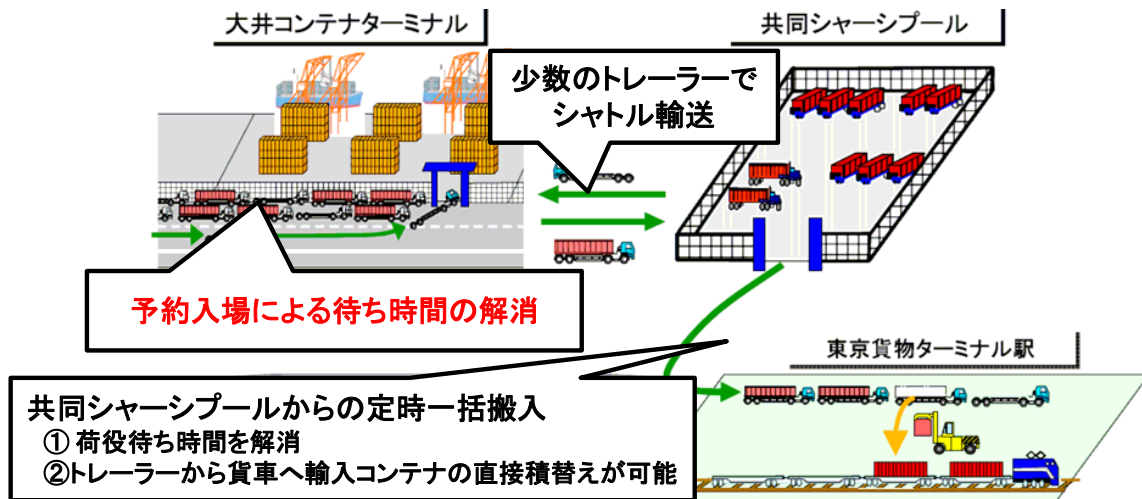 大井コンテナターミナル
共同シャーシプール
少数のトレーラーで
シャトル輸送
予約入場による待ち時間の解消
東京貨物ターミナル駅
共同シャーシプールからの定時一括搬入
① 荷役待ち時間を解消
②トレーラーから貨車へ輸入コンテナの直接積替えが可能